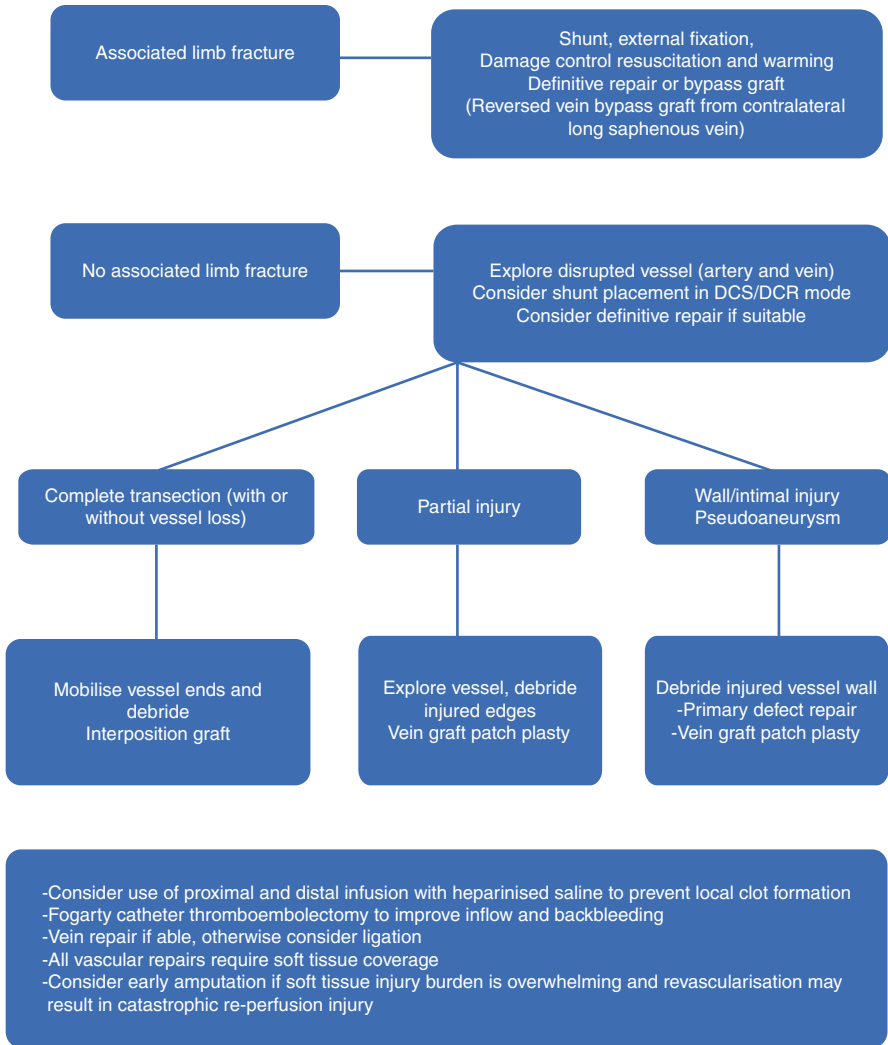 Associated limb fracture
Shunt, external fixation,
Damage control resuscitation and warming
Definitive repair or bypass graft
(Reversed vein bypass graft from contralateral
long saphenous vein)
No associated limb fracture
Explore disrupted vessel (artery and vein)
Consider shunt placement in DCS/DCR mode
Consider definitive repair if suitable
Complete transection (with or
without vessel loss)
Partial injury
Wall/intimal injury
Pseudoaneurysm
Mobilise vessel ends and
debride
Interposition graft
Explore vessel, debride
injured edges
Vein graft patch plasty
Debride injured vessel wall
-Primary defect repair
-Vein graft patch plasty
-Consider use of proximal and distal infusion with heparinised saline to prevent local clot formation
-Fogarty catheter thromboembolectomy to improve inflow and backbleeding
-Vein repair if able, otherwise consider ligation
-All vascular repairs require soft tissue coverage
-Consider early amputation if soft tissue injury burden is overwhelming and revascularisation may
result in catastrophic re-perfusion injury